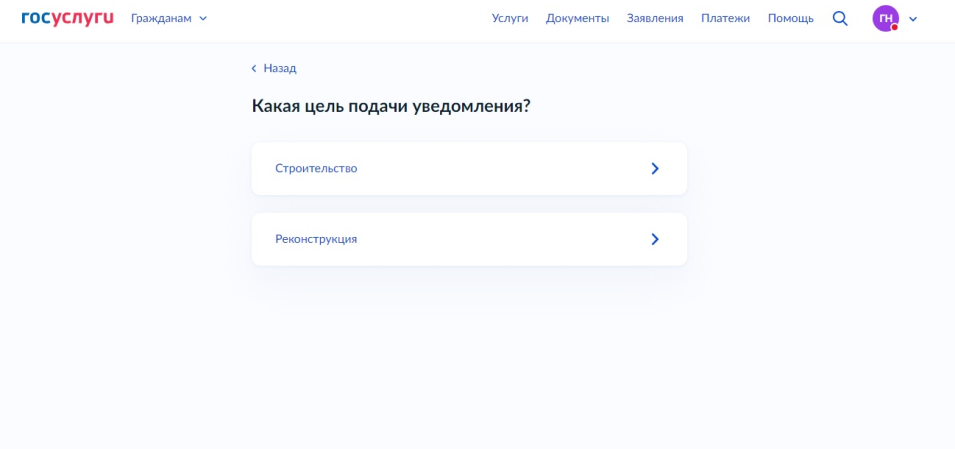 госуслуги Гражданам Услуги Документы Заявления Платежи Помощь ГН
Назад
Какая цель подачи уведомления?
Строительство
Реконструкция